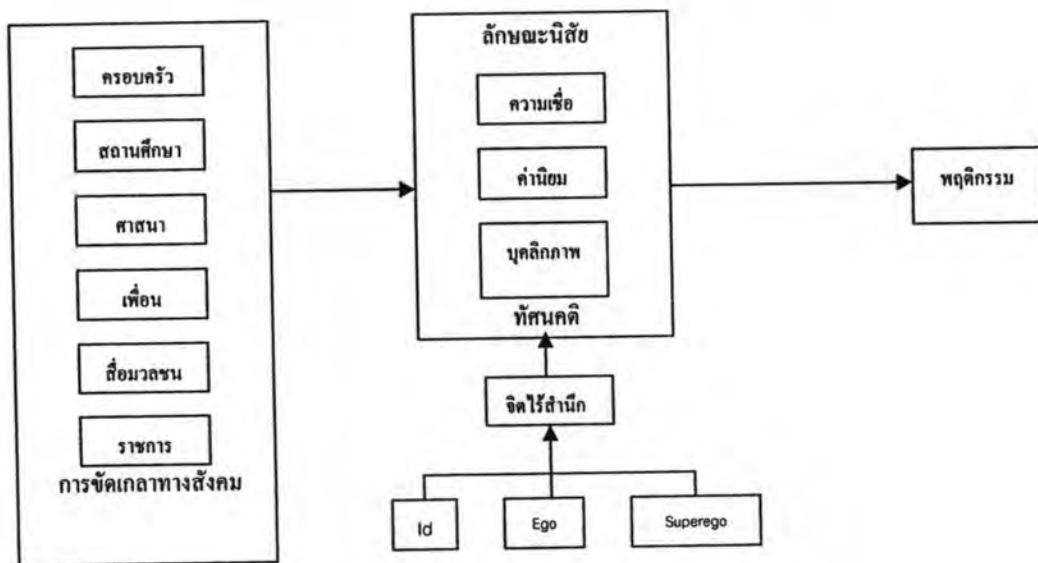 ครอบครัว
สถานศึกษา
ศาสนา
เพื่อน
สื่อมวลชน
ราชการ
การขัดเกลาทางสังคม
ลักษณะนิสัย
ความเชื่อ
ค่านิยม
บุคลิกภาพ
ทัศนคติ
จิตไร้สำนึก
Id
Ego
Superego
พฤติกรรม